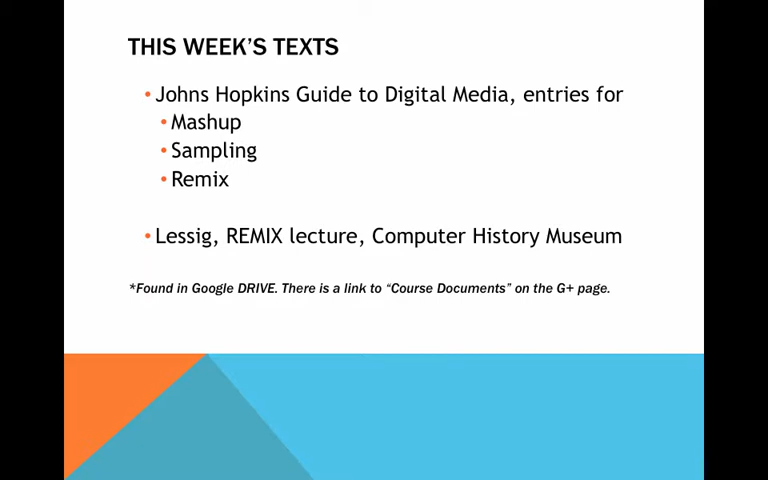 THIS WEEK'S TEXTS
• Johns Hopkins Guide to Digital Media, entries for
• Mashup
• Sampling
• Remix
• Lessig, REMIX lecture, Computer History Museum
*Found in Google DRIVE. There is a link to “Course Documents” on the G+ page.